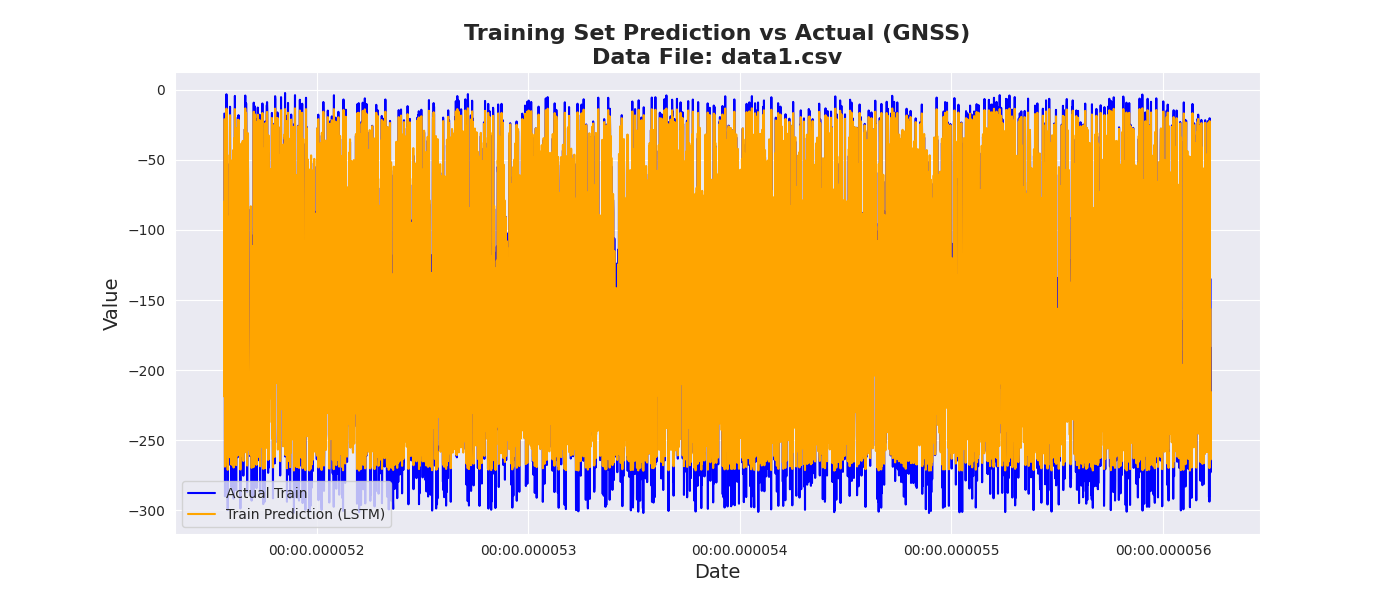 Training Set Prediction vs Actual (GNSS)
Data File: data1.csv
Value
0
−50
−100
−150
−200
−250
−300
Actual Train
Train Prediction (LSTM)
00:00.000052
00:00.000053
00:00.000054
00:00.000055
00:00.000056
Date